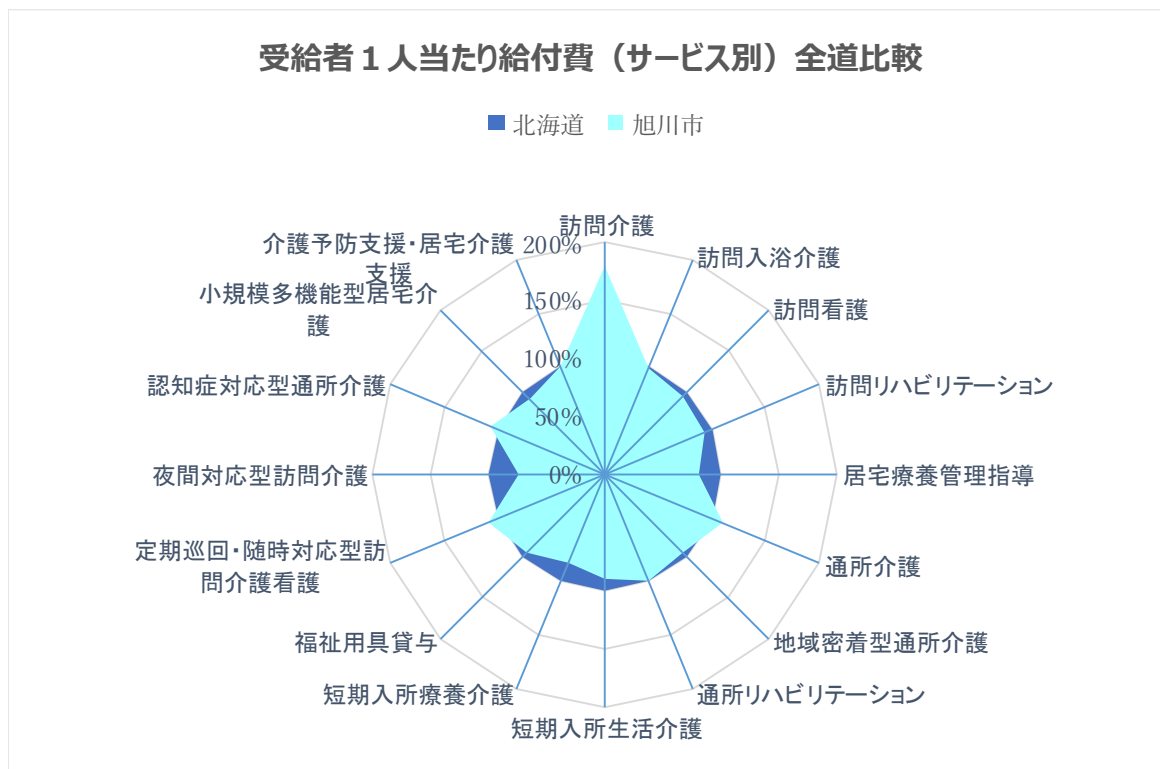 受給者１人当たり給付費（サービス別）全道比較
北海道 旭川市
訪問介護
訪問入浴介護
訪問看護
訪問リハビリテーション
居宅療養管理指導
通所介護
地域密着型通所介護
通所リハビリテーション
短期入所生活介護
短期入所療養介護
福祉用具貸与
定期巡回・随時対応型訪
問介護看護
夜間対応型訪問介護
認知症対応型通所介護
小規模多機能型居宅介
護
介護予防支援・居宅介護
支援
200%
150%
100%
50%
0%